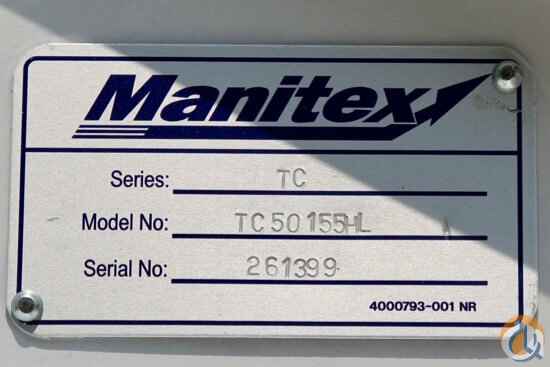 Manitex
Series: TC
Model No: TC50155HL
Serial No: 261399
4000793-001 NR